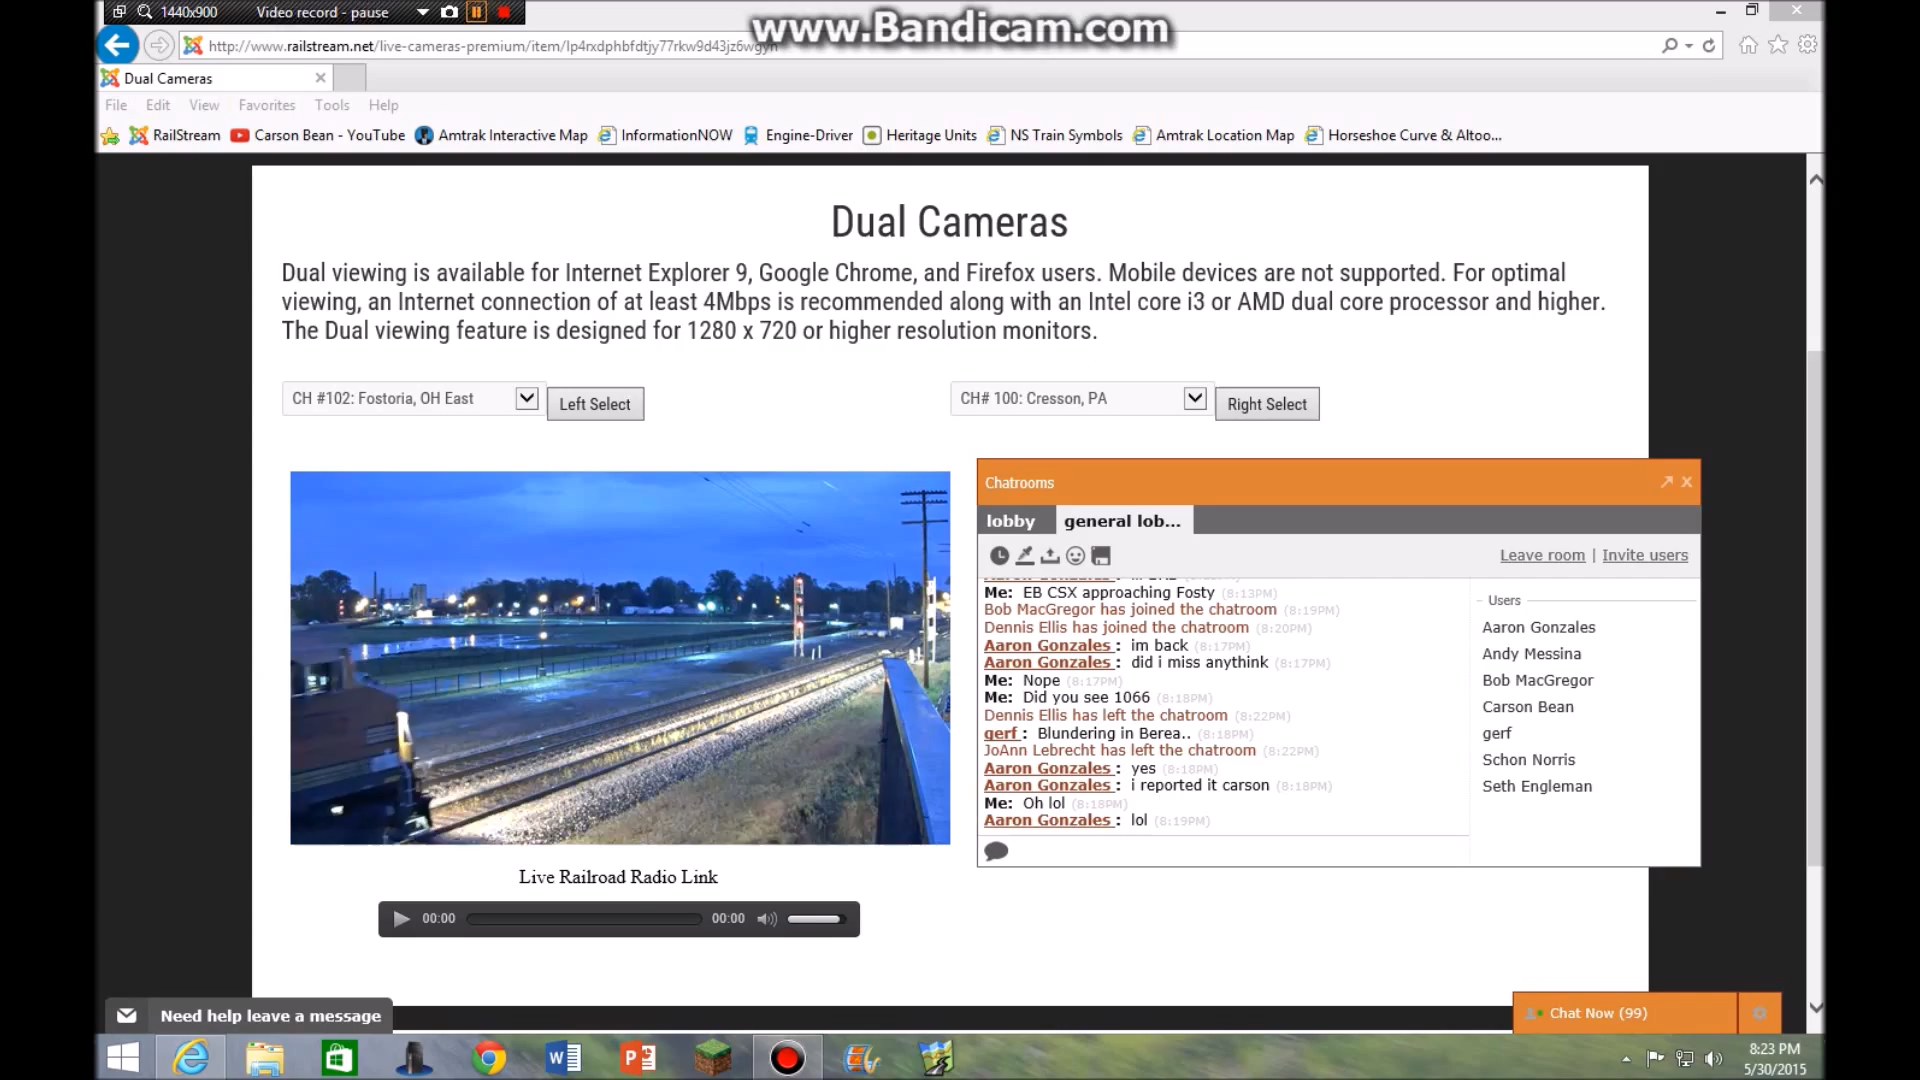 1440x900
Video record - pause
www.Bandicam.com
http://www.railstream.net/live-cameras-premium/item/lp4rxdphbfdtjy77rkw9d43jz6wgyn
Dual Cameras
File Edit View Favorites Tools Help
RailStream Carson Bean - YouTube Amtrak Interactive Map InformationNOW Engine-Driver Heritage Units NS Train Symbols Amtrak Location Map Horseshoe Curve & Altoo...
Dual Cameras
Dual viewing is available for Internet Explorer 9, Google Chrome, and Firefox users. Mobile devices are not supported. For optimal
viewing, an Internet connection of at least 4Mbps is recommended along with an Intel core i3 or AMD dual core processor and higher.
The Dual viewing feature is designed for 1280 x 720 or higher resolution monitors.
CH #102: Fostoria, OH East
Left Select
CH# 100: Cresson, PA
Right Select
Chatrooms
lobby
general lob...
Leave room | Invite users
Me: EB CSX approaching Fosty (8:13PM)
Bob MacGregor has joined the chatroom (8:19PM)
Dennis Ellis has joined the chatroom (8:20PM)
Aaron Gonzales : im back (8:17PM)
Aaron Gonzales : did i miss anythink (8:17PM)
Me: Nope (8:17PM)
Me: Did you see 1066 (8:18PM)
Dennis Ellis has left the chatroom (8:22PM)
gerf : Blundering in Berea.. (8:18PM)
JoAnn Lebrecht has left the chatroom (8:22PM)
Aaron Gonzales : yes (8:18PM)
Aaron Gonzales : i reported it carson (8:18PM)
Me: Oh lol (8:18PM)
Aaron Gonzales : lol (8:19PM)
Users
Aaron Gonzales
Andy Messina
Bob MacGregor
Carson Bean
gerf
Schon Norris
Seth Engleman
Live Railroad Radio Link
00:00
00:00
Need help leave a message
Chat Now (99)
8:23 PM
5/30/2015